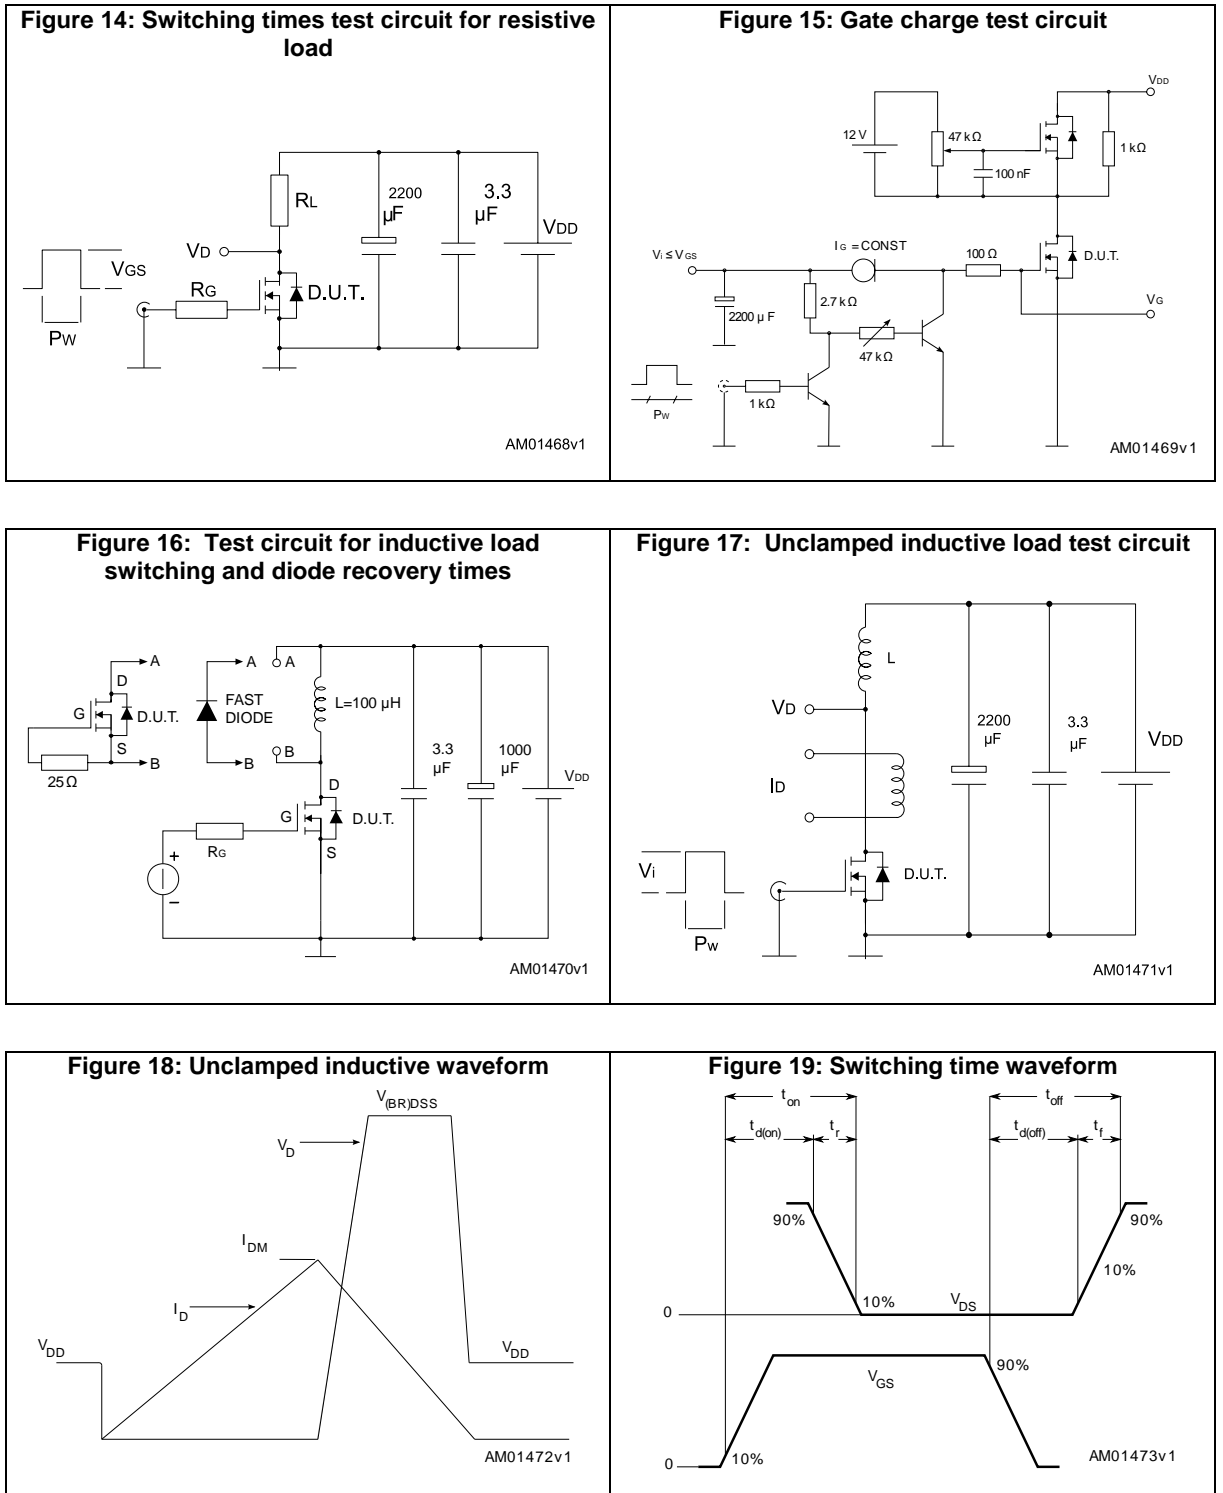 Figure 14: Switching times test circuit for resistive
load
RL
2200
µF
3.3
µF
VDD
VD
VGS
RG
D.U.T.
PW
AM01468v1
Figure 15: Gate charge test circuit
VDD
12 V
47 kΩ
1 kΩ
100 nF
Vi ≤ VGS
IG = CONST
100 Ω
D.U.T.
2.7 kΩ
VG
2200 µF
47 kΩ
1 kΩ
PW
AM01469v1
Figure 16: Test circuit for inductive load
switching and diode recovery times
A
A
A
D
G
D.U.T.
FAST
DIODE
L=100 µH
S
B
B
B
25Ω
3.3
µF
1000
µF
VDD
D
G
D.U.T.
RG
S
+
–
AM01470v1
Figure 17: Unclamped inductive load test circuit
L
VD
2200
µF
3.3
µF
VDD
ID
Vi
D.U.T.
PW
AM01471v1
Figure 18: Unclamped inductive waveform
V(BR)DSS
VD
IDM
ID
VDD
VDD
AM01472v1
Figure 19: Switching time waveform
ton
toff
td(on)
tr
td(off)
tf
90%
90%
10%
10%
0
VDS
90%
VGS
0
10%
AM01473v1